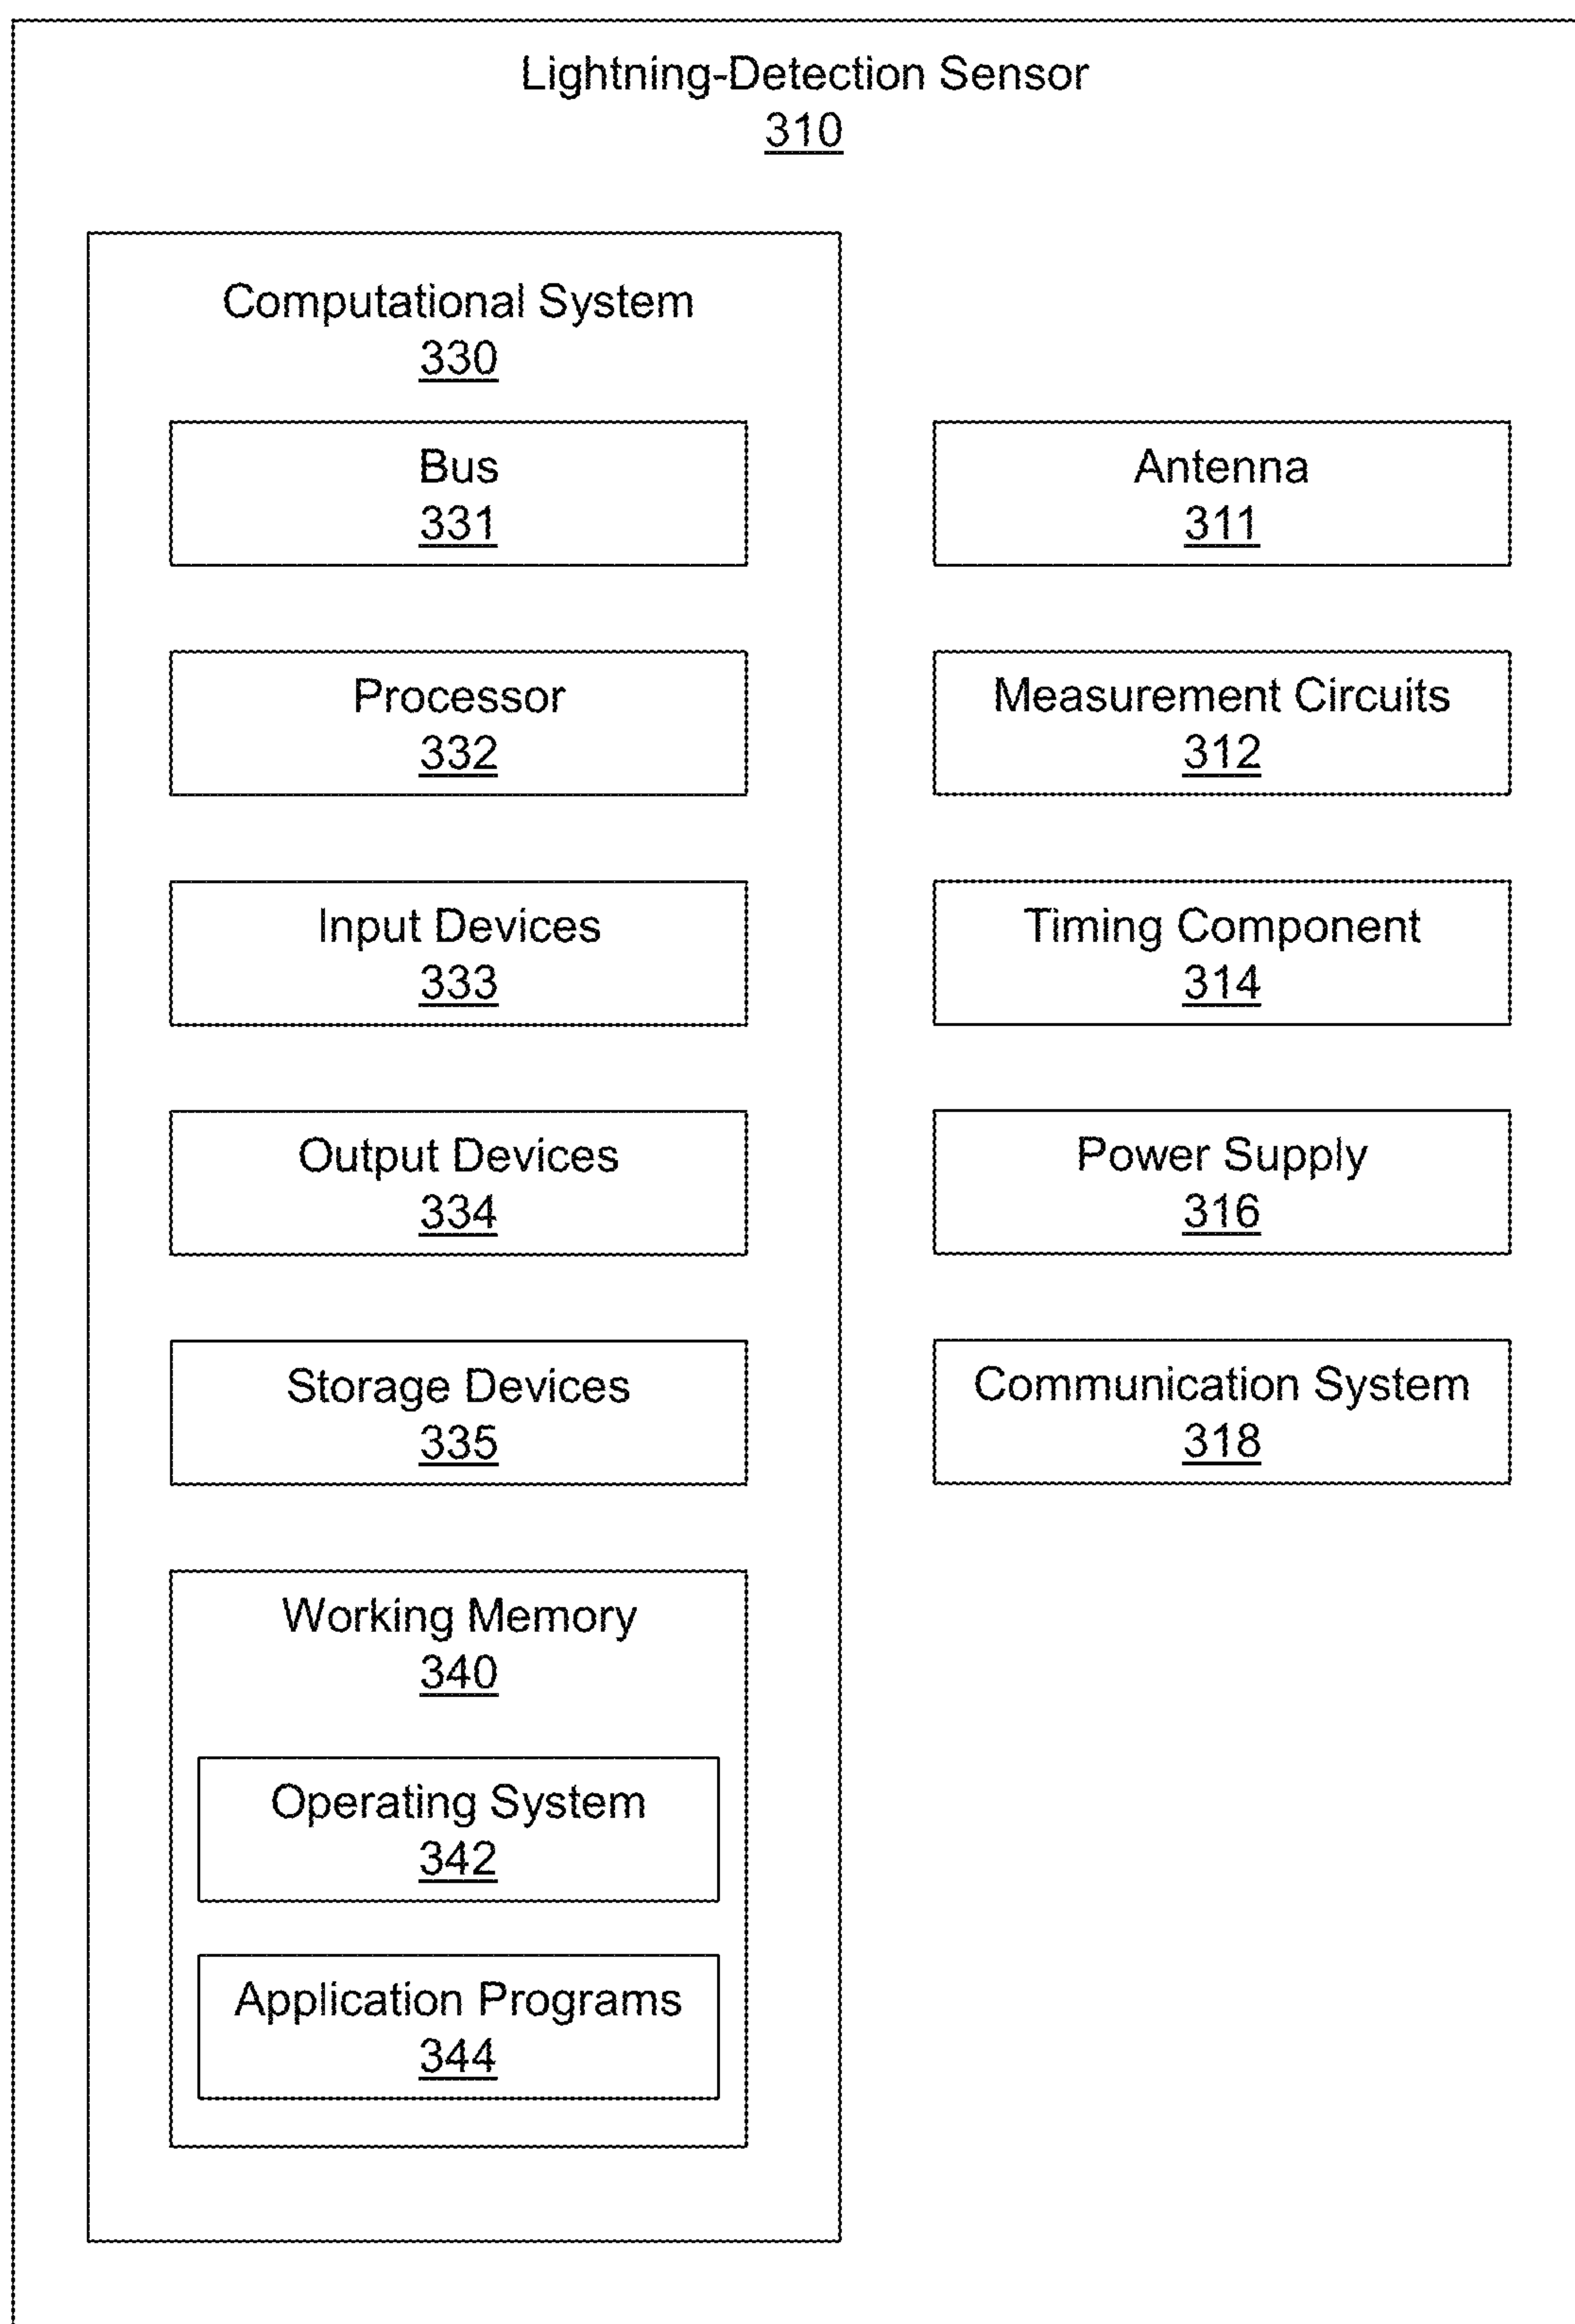 Lightning-Detection Sensor
310
Computational System
330
Bus
331
Processor
332
Input Devices
333
Output Devices
334
Storage Devices
335
Working Memory
340
Operating System
342
Application Programs
344
Antenna
311
Measurement Circuits
312
Timing Component
314
Power Supply
316
Communication System
318